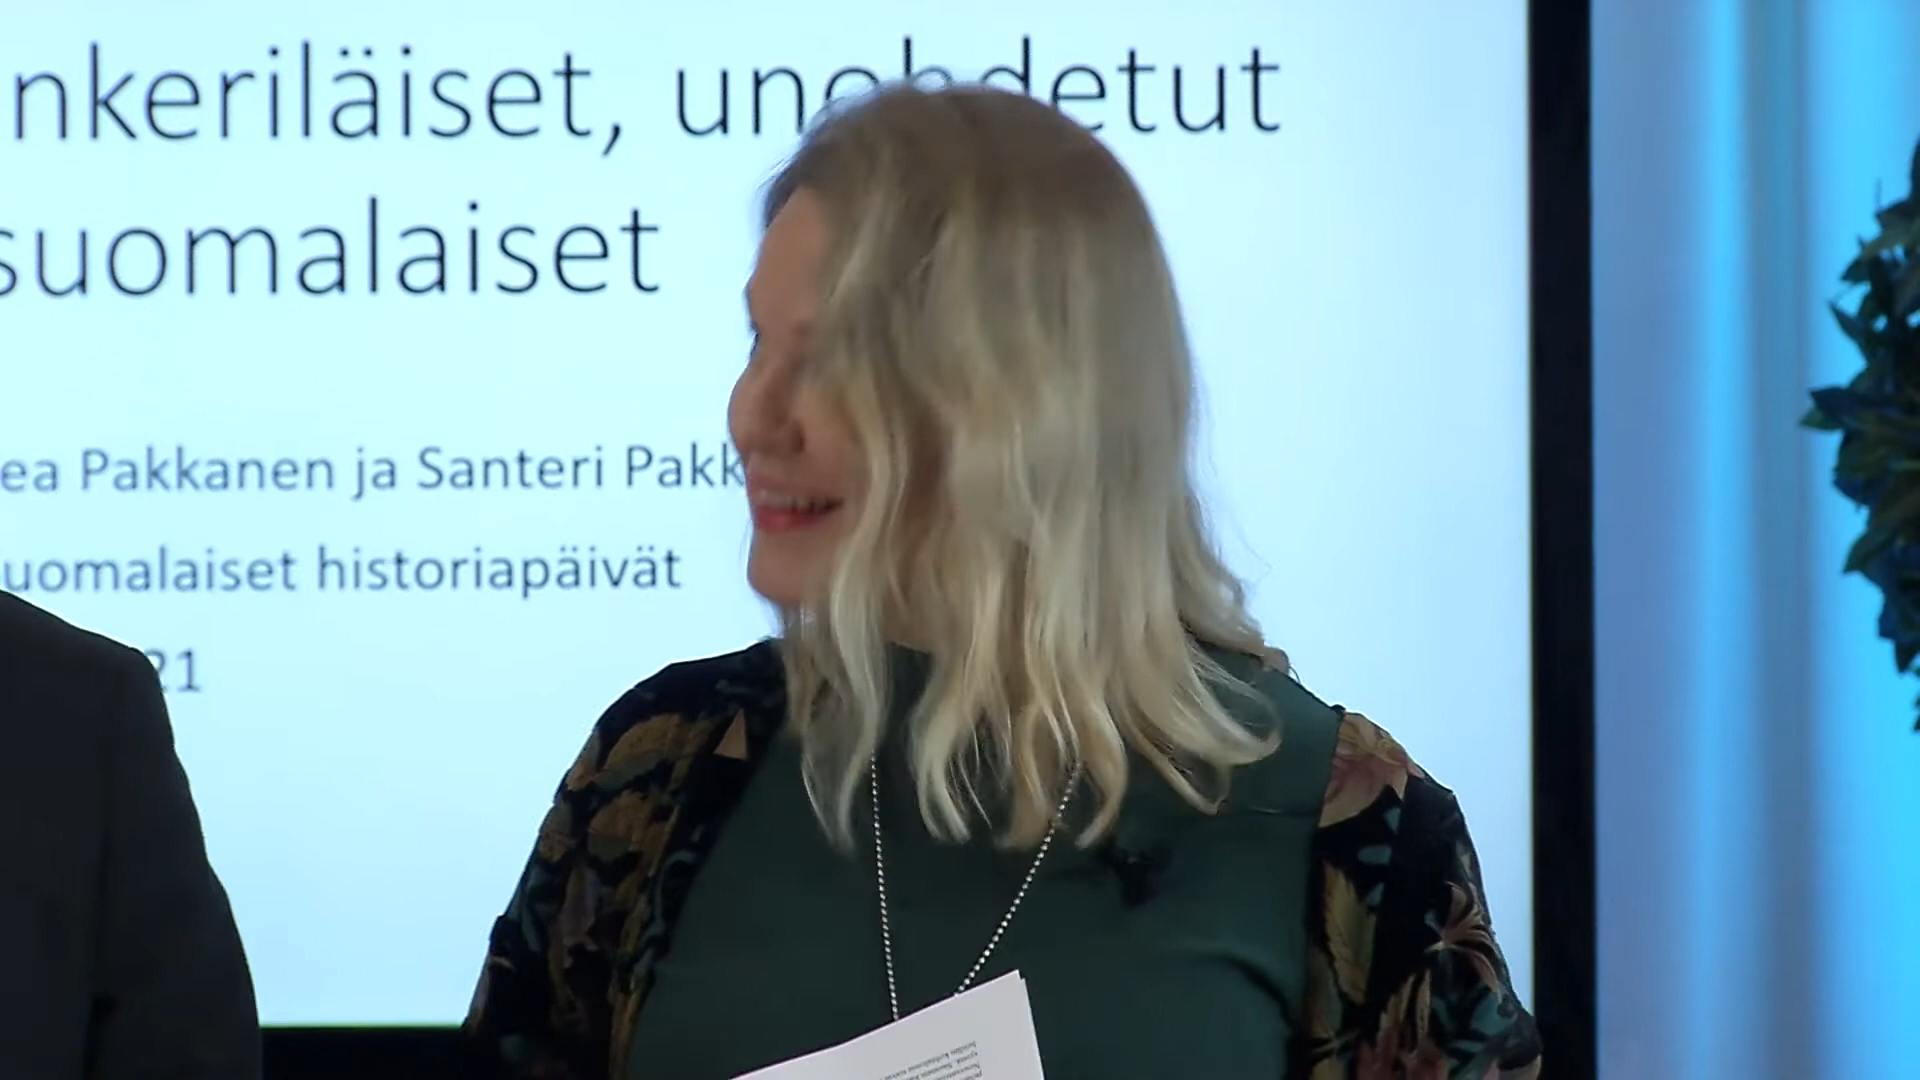 nkeriläiset, unohdetut
suomalaiset
ea Pakkanen ja Santeri Pakk
uomalaiset historiapäivät
21